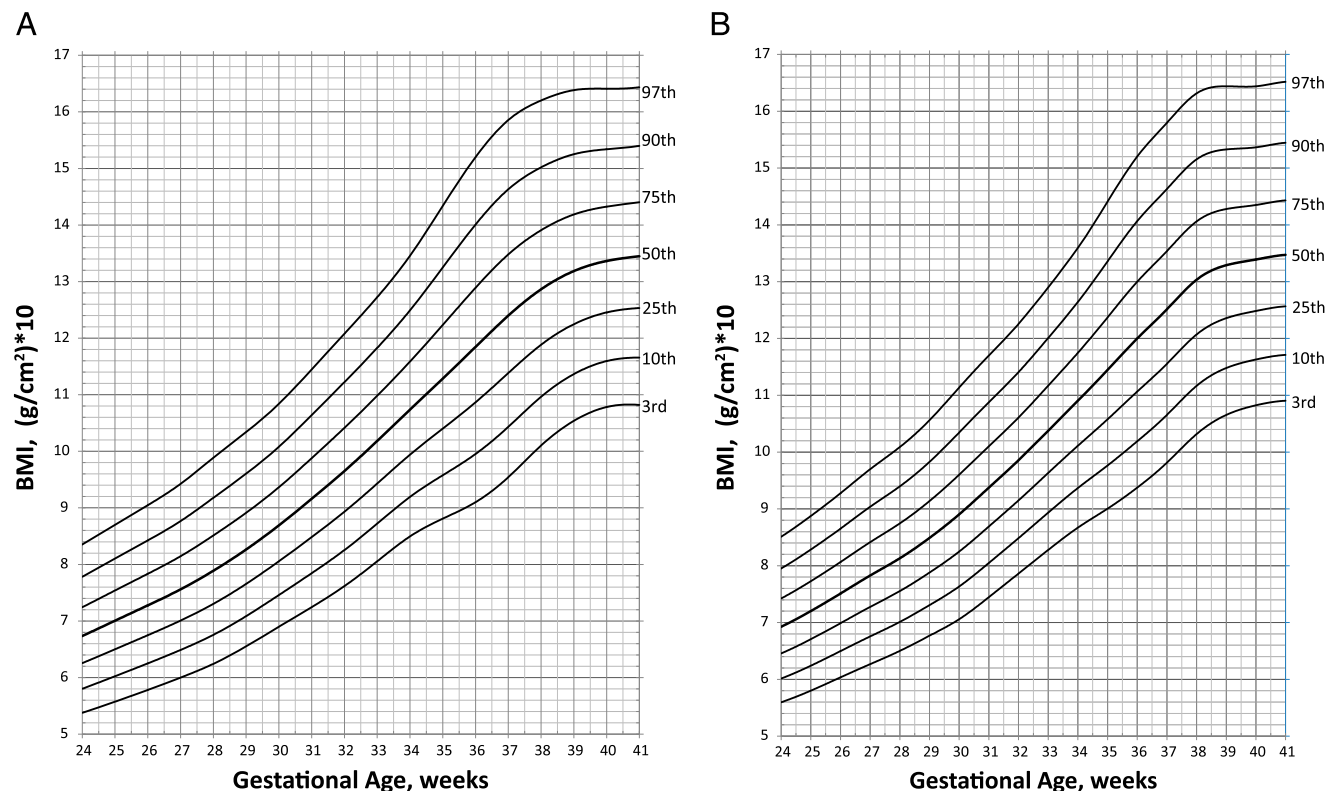 A
BMI, (g/cm²)*10
17
16
15
14
13
12
11
10
9
8
7
6
5
97th
90th
75th
50th
25th
10th
3rd
24 25 26 27 28 29 30 31 32 33 34 35 36 37 38 39 40 41
Gestational Age, weeks
B
BMI, (g/cm²)*10
17
16
15
14
13
12
11
10
9
8
7
6
5
97th
90th
75th
50th
25th
10th
3rd
24 25 26 27 28 29 30 31 32 33 34 35 36 37 38 39 40 41
Gestational Age, weeks